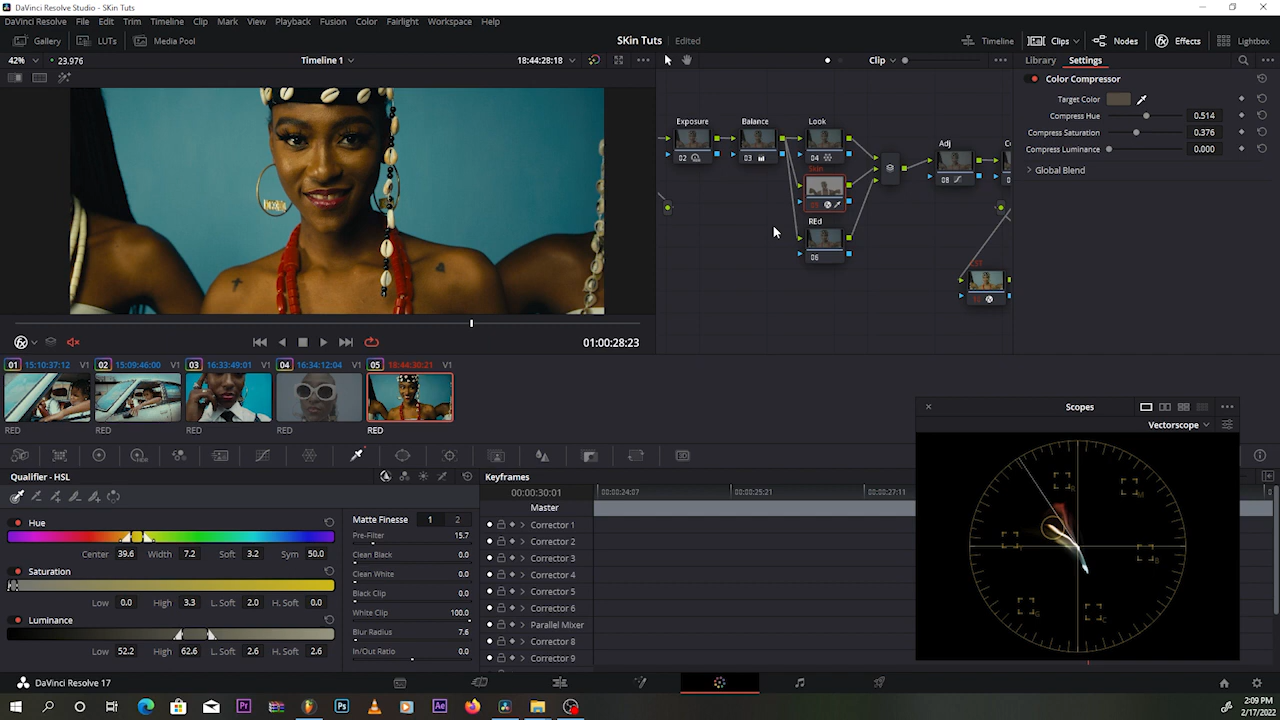 DaVinci Resolve Studio - SKin Tuts
DaVinci Resolve File Edit Trim Timeline Clip Mark View Playback Fusion Color Fairlight Workspace Help
Gallery LUTs Media Pool SKin Tuts Edited Timeline Clips Nodes Effects Lightbox
42% 23.976 Timeline 1 18:44:28:18 Clip Library Settings
Color Compressor
Target Color
Compress Hue 0.514
Compress Saturation 0.376
Compress Luminance 0.000
Global Blend
Exposure Balance Look Adj
02 03 04 08
Skin
05
REd
06
CST
01:00:28:23
01 15:10:37:12 V1 02 15:09:46:00 V1 03 16:33:49:01 V1 04 16:34:12:04 V1 05 18:44:30:21 V1
RED RED RED RED RED
Scopes
Vectorscope
R M B C G Y
Qualifier - HSL
Hue
Center 39.6 Width 7.2 Soft 3.2 Sym 50.0
Saturation
Low 0.0 High 3.3 L. Soft 2.0 H. Soft 0.0
Luminance
Low 52.2 High 62.6 L. Soft 2.6 H. Soft 2.6
Matte Finesse 1 2
Pre-Filter 15.7
Clean Black 0.0
Clean White 0.0
Black Clip 0.0
White Clip 100.0
Blur Radius 7.6
In/Out Ratio 0.0
Keyframes
00:00:30:01 00:00:24:07 00:00:25:21 00:00:27:11
Master
Corrector 1
Corrector 2
Corrector 3
Corrector 4
Corrector 5
Corrector 6
Parallel Mixer
Corrector 8
Corrector 9
DaVinci Resolve 17
2:09 PM
2/17/2022